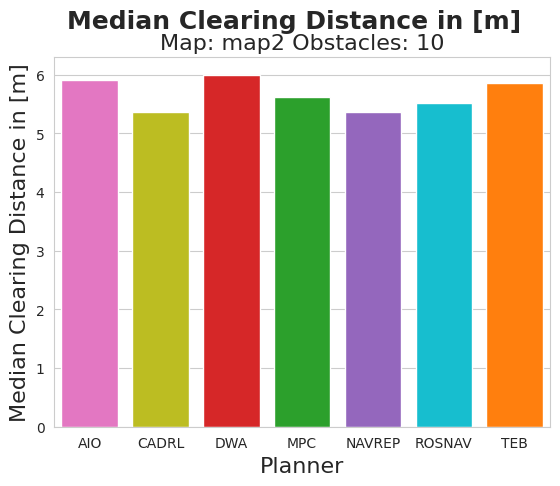 Median Clearing Distance in [m]
Map: map2 Obstacles: 10
Median Clearing Distance in [m]
6
5
4
3
2
1
0
AIO CADRL DWA MPC NAVREP ROSNAV TEB
Planner